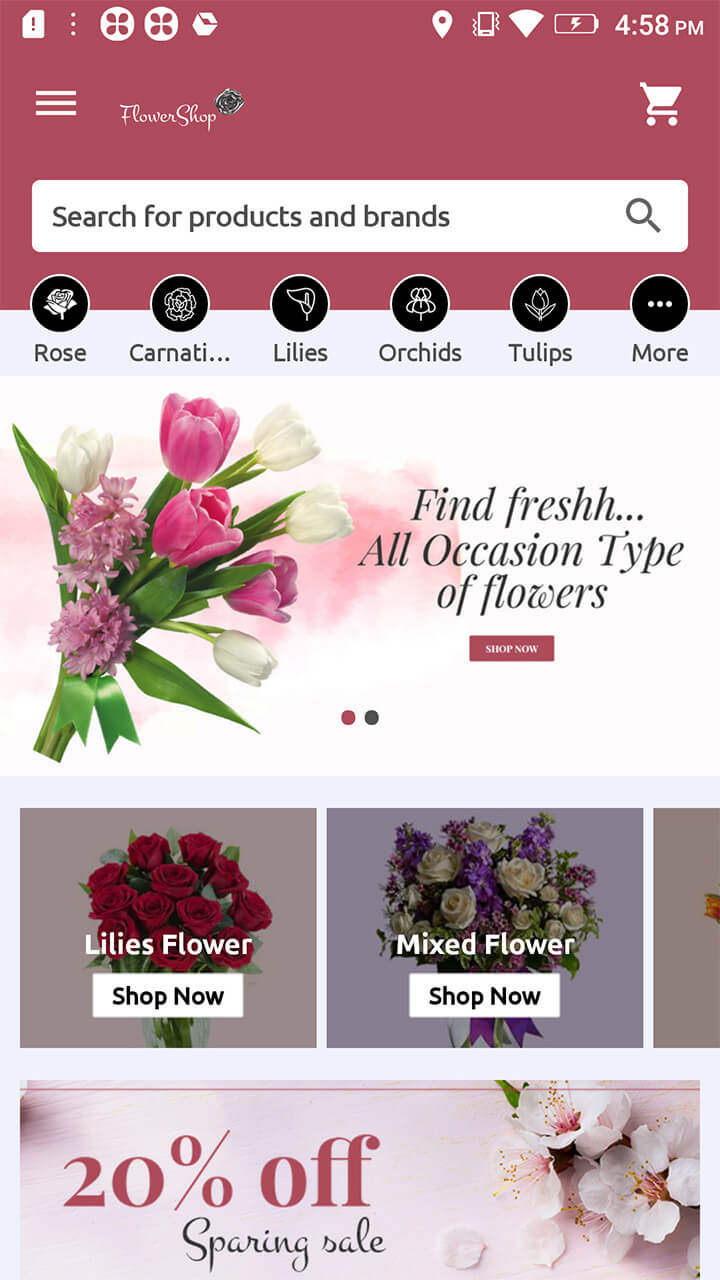 4:58 PM
FlowerShop
Search for products and brands
Rose
Carnati...
Lilies
Orchids
Tulips
More
Find freshh...
All Occasion Type
of flowers
SHOP NOW
Lilies Flower
Shop Now
Mixed Flower
Shop Now
20% off
Sparing sale